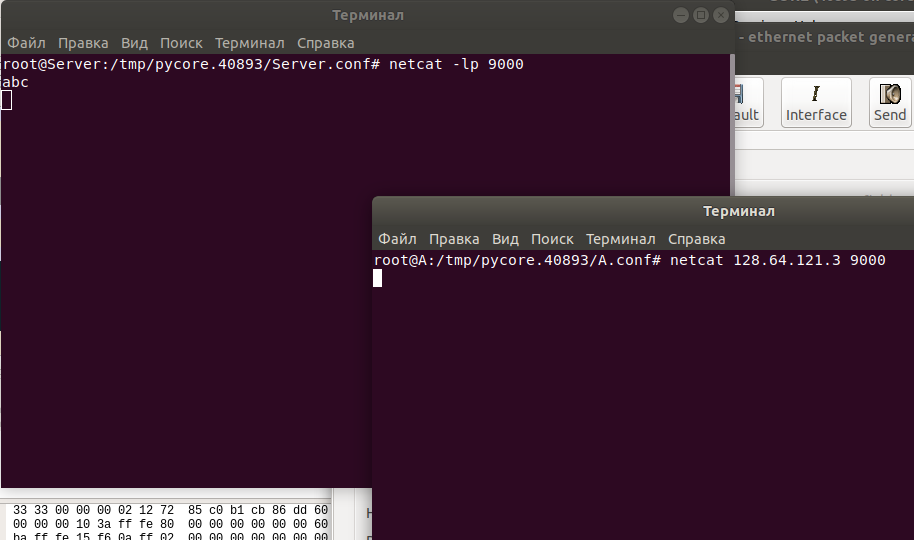 Терминал
Файл Правка Вид Поиск Терминал Справка
root@Server:/tmp/pycore.40893/Server.conf# netcat -lp 9000
abc
- ethernet packet genera
ault Interface Send
Терминал
Файл Правка Вид Поиск Терминал Справка
root@A:/tmp/pycore.40893/A.conf# netcat 128.64.121.3 9000
33 33 00 00 00 02 12 72 85 c0 b1 cb 86 dd 60
00 00 00 10 3a ff fe 80 00 00 00 00 00 00 60
ba ff fe 15 f6 0a ff 02 00 00 00 00 00 00 00